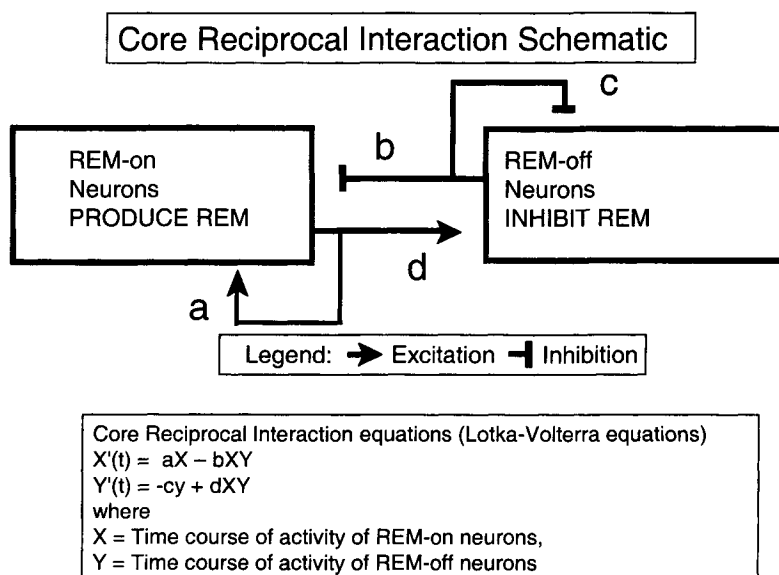 Core Reciprocal Interaction Schematic
c
b
REM-on
Neurons
PRODUCE REM
REM-off
Neurons
INHIBIT REM
d
a
Legend: Excitation Inhibition
Core Reciprocal Interaction equations (Lotka-Volterra equations)
X'(t) = aX – bXY
Y'(t) = -cy + dXY
where
X = Time course of activity of REM-on neurons,
Y = Time course of activity of REM-off neurons